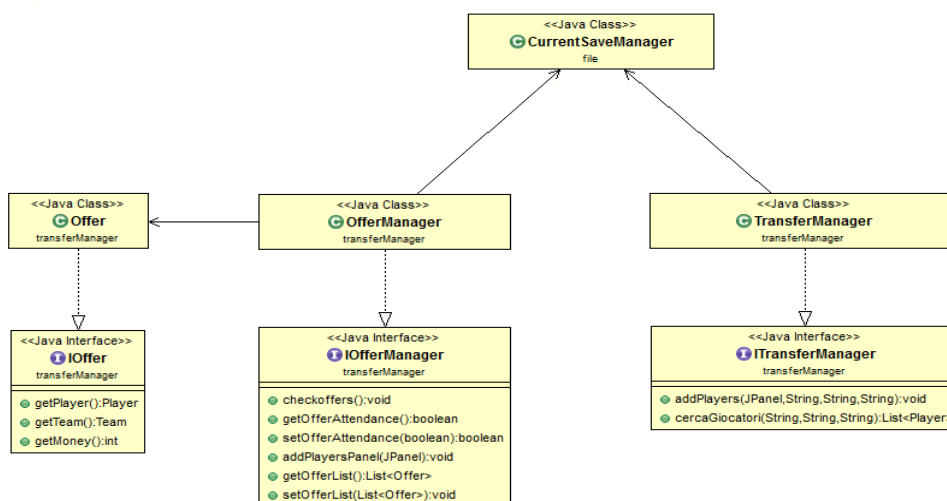 <<Java Class>>
CurrentSaveManager
file
<<Java Class>>
Offer
transferManager
<<Java Class>>
OfferManager
transferManager
<<Java Class>>
TransferManager
transferManager
<<Java Interface>>
IOffer
transferManager
getPlayer():Player
getTeam():Team
getMoney():int
<<Java Interface>>
IOfferManager
transferManager
checkoffers():void
getOfferAttendance():boolean
setOfferAttendance(boolean):boolean
addPlayersPanel(JPanel):void
getOfferList():List<Offer>
setOfferList(List<Offer>):void
<<Java Interface>>
ITransferManager
transferManager
addPlayers(JPanel,String,String,String):void
cercaGiocatori(String,String,String):List<Player>